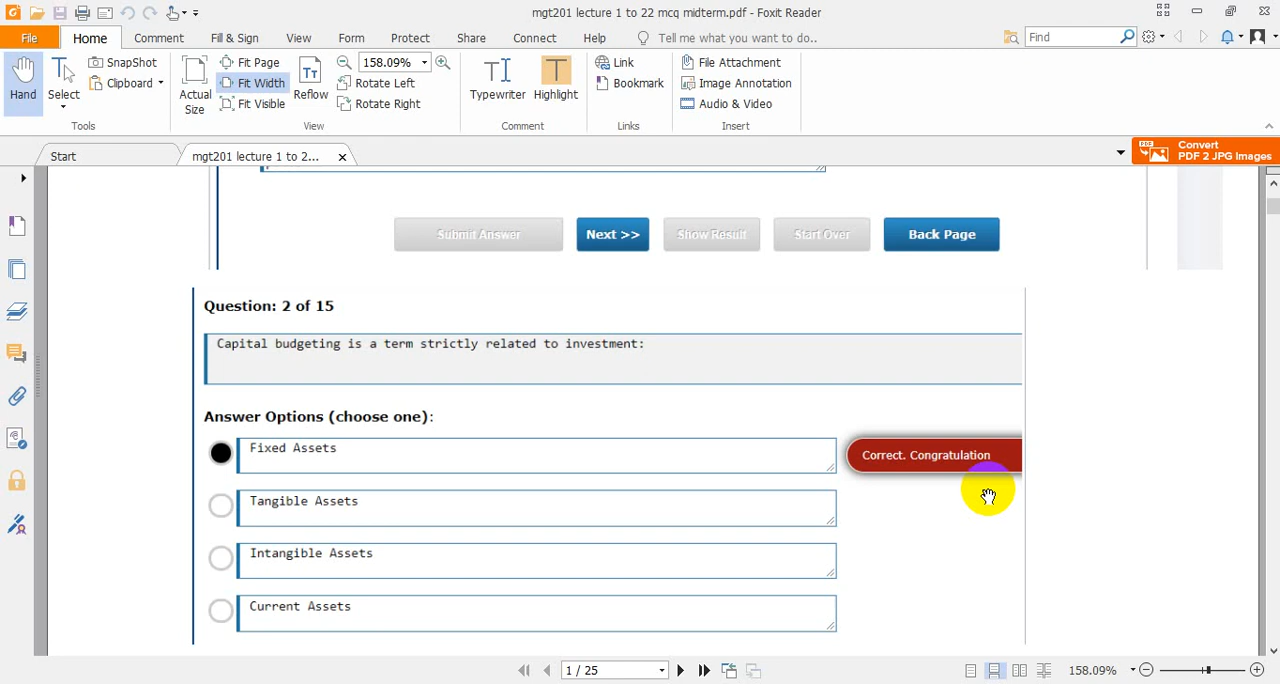 mgt201 lecture 1 to 22 mcq midterm.pdf - Foxit Reader
File Home Comment Fill & Sign View Form Protect Share Connect Help Tell me what you want to do.. Find
Hand
Select
SnapShot
Clipboard
Tools
Actual Size
Fit Page
Fit Width
Fit Visible
Reflow
158.09%
Rotate Left
Rotate Right
View
Typewriter
Highlight
Comment
Link
Bookmark
Links
File Attachment
Image Annotation
Audio & Video
Insert
Start
mgt201 lecture 1 to 2...
Convert
PDF 2 JPG Images
Submit Answer Next >> Show Result Start Over Back Page
Question: 2 of 15
Capital budgeting is a term strictly related to investment:
Answer Options (choose one):
Fixed Assets
Correct. Congratulation
Tangible Assets
Intangible Assets
Current Assets
1 / 25
158.09%